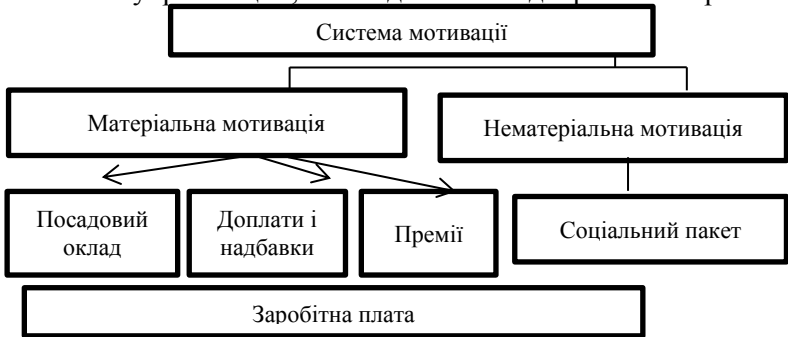 Система мотивації
Матеріальна мотивація
Нематеріальна мотивація
Посадовий
оклад
Доплати і
надбавки
Премії
Соціальний пакет
Заробітна плата